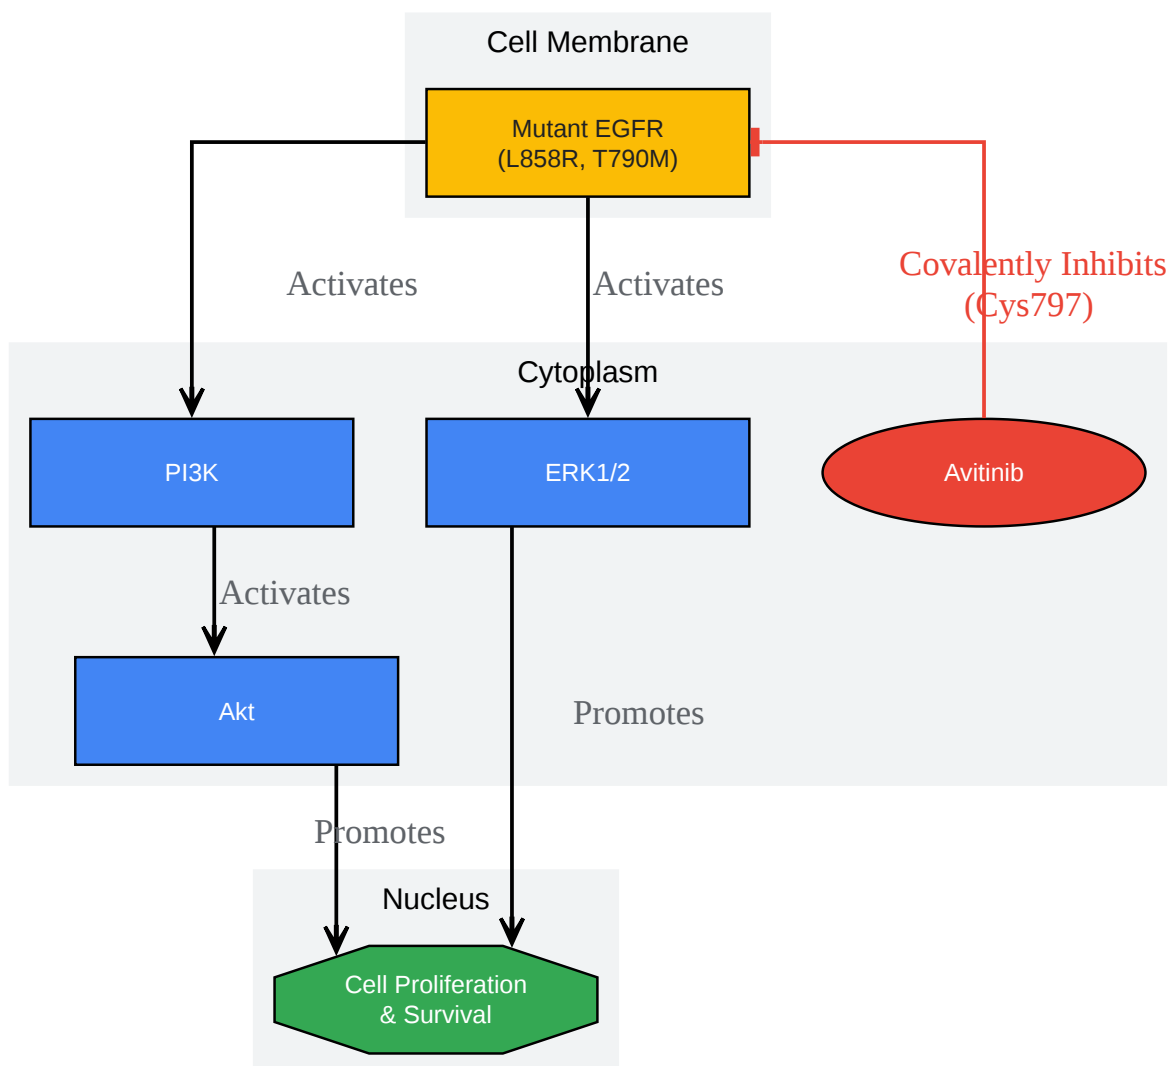 Cell Membrane
Mutant EGFR
(L858R, T790M)
Activates
Activates
Covalently Inhibits
(Cys797)
Cytoplasm
PI3K
ERK1/2
Avitinib
Activates
Akt
Promotes
Promotes
Nucleus
Cell Proliferation
& Survival